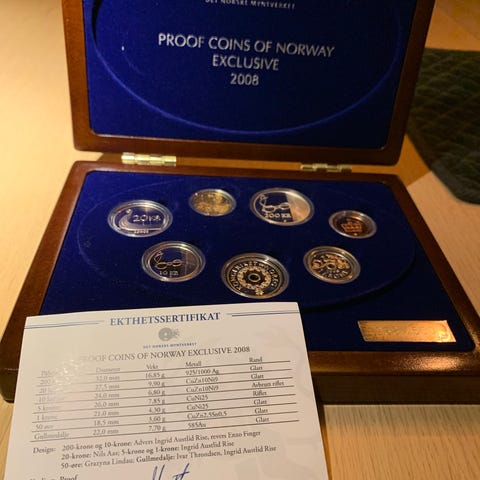 DET NORSKE MYNTVERKET
PROOF COINS OF NORWAY
EXCLUSIVE
2008
20 KR
200 KR
10 KR
EKTHETSSERTIFIKAT
DET NORSKE MYNTVERKET
PROOF COINS OF NORWAY EXCLUSIVE 2008
Diameter Vekt Metall Rand
200 32,0 mm 16,85 g 925/1000 Ag Glatt
20 27,5 mm 9,90 g CuZn10Ni9 Glatt
10 24,0 mm 6,80 g CuZn10Ni9 Avbrutt riflet
5 krone: 26,0 mm 7,85 g CuNi25 Riflet
1 krone: 21,0 mm 4,30 g CuNi25 Glatt
50 øre: 18,5 mm 3,60 g CuZn2,5Sn0,5 Glatt
Gullmedalje: 22,0 mm 7,70 g 585Au Glatt
Design: 200-krone og 10-krone: Advers Ingrid Austlid Rise, revers Enzo Finger
20-krone: Nils Aas; 5-krone og 1-krone: Ingrid Austlid Rise
50-øre: Grazyna Lindau; Gullmedalje: Ivar Throndsen, Ingrid Austlid Rise
Proof